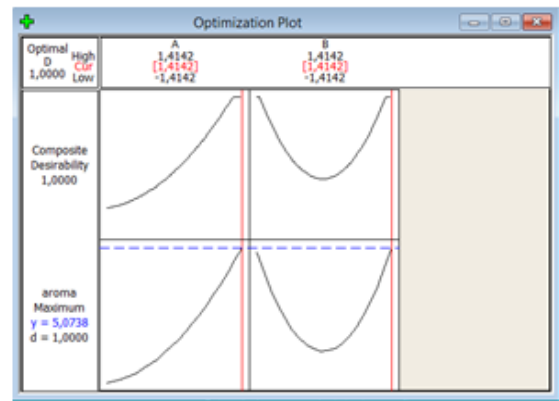 Optimization Plot
Optimal
D
1,0000
High
Cur
Low
A
1,4142
[1,4142]
-1,4142
B
1,4142
[1,4142]
-1,4142
Composite
Desirability
1,0000
aroma
Maximum
y = 5,0738
d = 1,0000